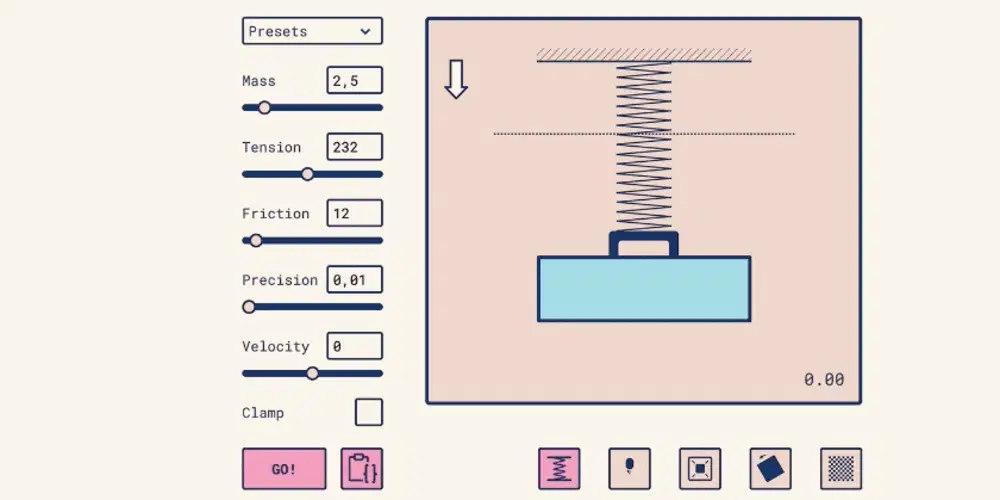 Presets
Mass 2,5
Tension 232
Friction 12
Precision 0,01
Velocity 0
Clamp
GO!
{}
0.00